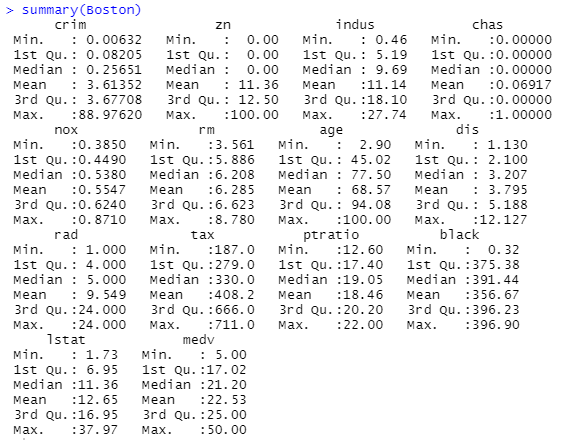 > summary(Boston)
      crim                zn             indus            chas
 Min.   : 0.00632   Min.   :  0.00   Min.   : 0.46   Min.   :0.00000
 1st Qu.: 0.08205   1st Qu.:  0.00   1st Qu.: 5.19   1st Qu.:0.00000
 Median : 0.25651   Median :  0.00   Median : 9.69   Median :0.00000
 Mean   : 3.61352   Mean   : 11.36   Mean   :11.14   Mean   :0.06917
 3rd Qu.: 3.67708   3rd Qu.: 12.50   3rd Qu.:18.10   3rd Qu.:0.00000
 Max.   :88.97620   Max.   :100.00   Max.   :27.74   Max.   :1.00000
      nox               rm             age              dis
 Min.   :0.3850   Min.   :3.561   Min.   :  2.90   Min.   : 1.130
 1st Qu.:0.4490   1st Qu.:5.886   1st Qu.: 45.02   1st Qu.: 2.100
 Median :0.5380   Median :6.208   Median : 77.50   Median : 3.207
 Mean   :0.5547   Mean   :6.285   Mean   : 68.57   Mean   : 3.795
 3rd Qu.:0.6240   3rd Qu.:6.623   3rd Qu.: 94.08   3rd Qu.: 5.188
 Max.   :0.8710   Max.   :8.780   Max.   :100.00   Max.   :12.127
      rad              tax           ptratio          black
 Min.   : 1.000   Min.   :187.0   Min.   :12.60   Min.   :  0.32
 1st Qu.: 4.000   1st Qu.:279.0   1st Qu.:17.40   1st Qu.:375.38
 Median : 5.000   Median :330.0   Median :19.05   Median :391.44
 Mean   : 9.549   Mean   :408.2   Mean   :18.46   Mean   :356.67
 3rd Qu.:24.000   3rd Qu.:666.0   3rd Qu.:20.20   3rd Qu.:396.23
 Max.   :24.000   Max.   :711.0   Max.   :22.00   Max.   :396.90
     lstat            medv
 Min.   : 1.73   Min.   : 5.00
 1st Qu.: 6.95   1st Qu.:17.02
 Median :11.36   Median :21.20
 Mean   :12.65   Mean   :22.53
 3rd Qu.:16.95   3rd Qu.:25.00
 Max.   :37.97   Max.   :50.00